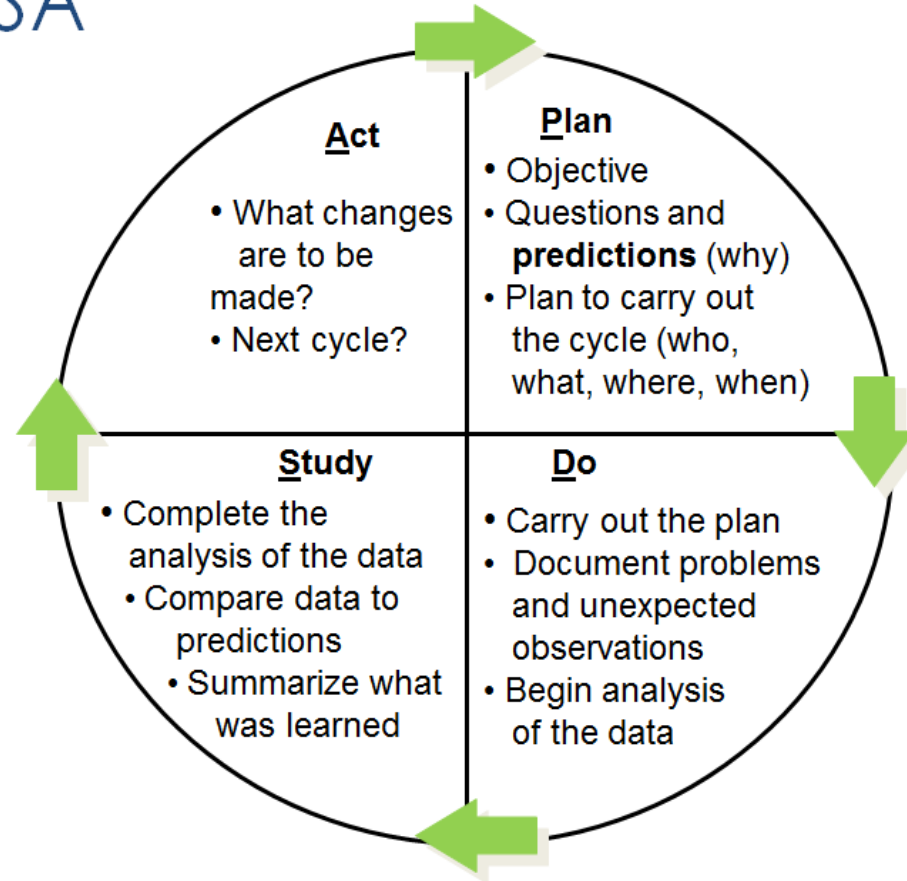 SA
Act
• What changes
are to be
made?
• Next cycle?
Plan
• Objective
• Questions and
predictions (why)
• Plan to carry out
the cycle (who,
what, where, when)
Study
• Complete the
analysis of the data
• Compare data to
predictions
• Summarize what
was learned
Do
• Carry out the plan
• Document problems
and unexpected
observations
• Begin analysis
of the data